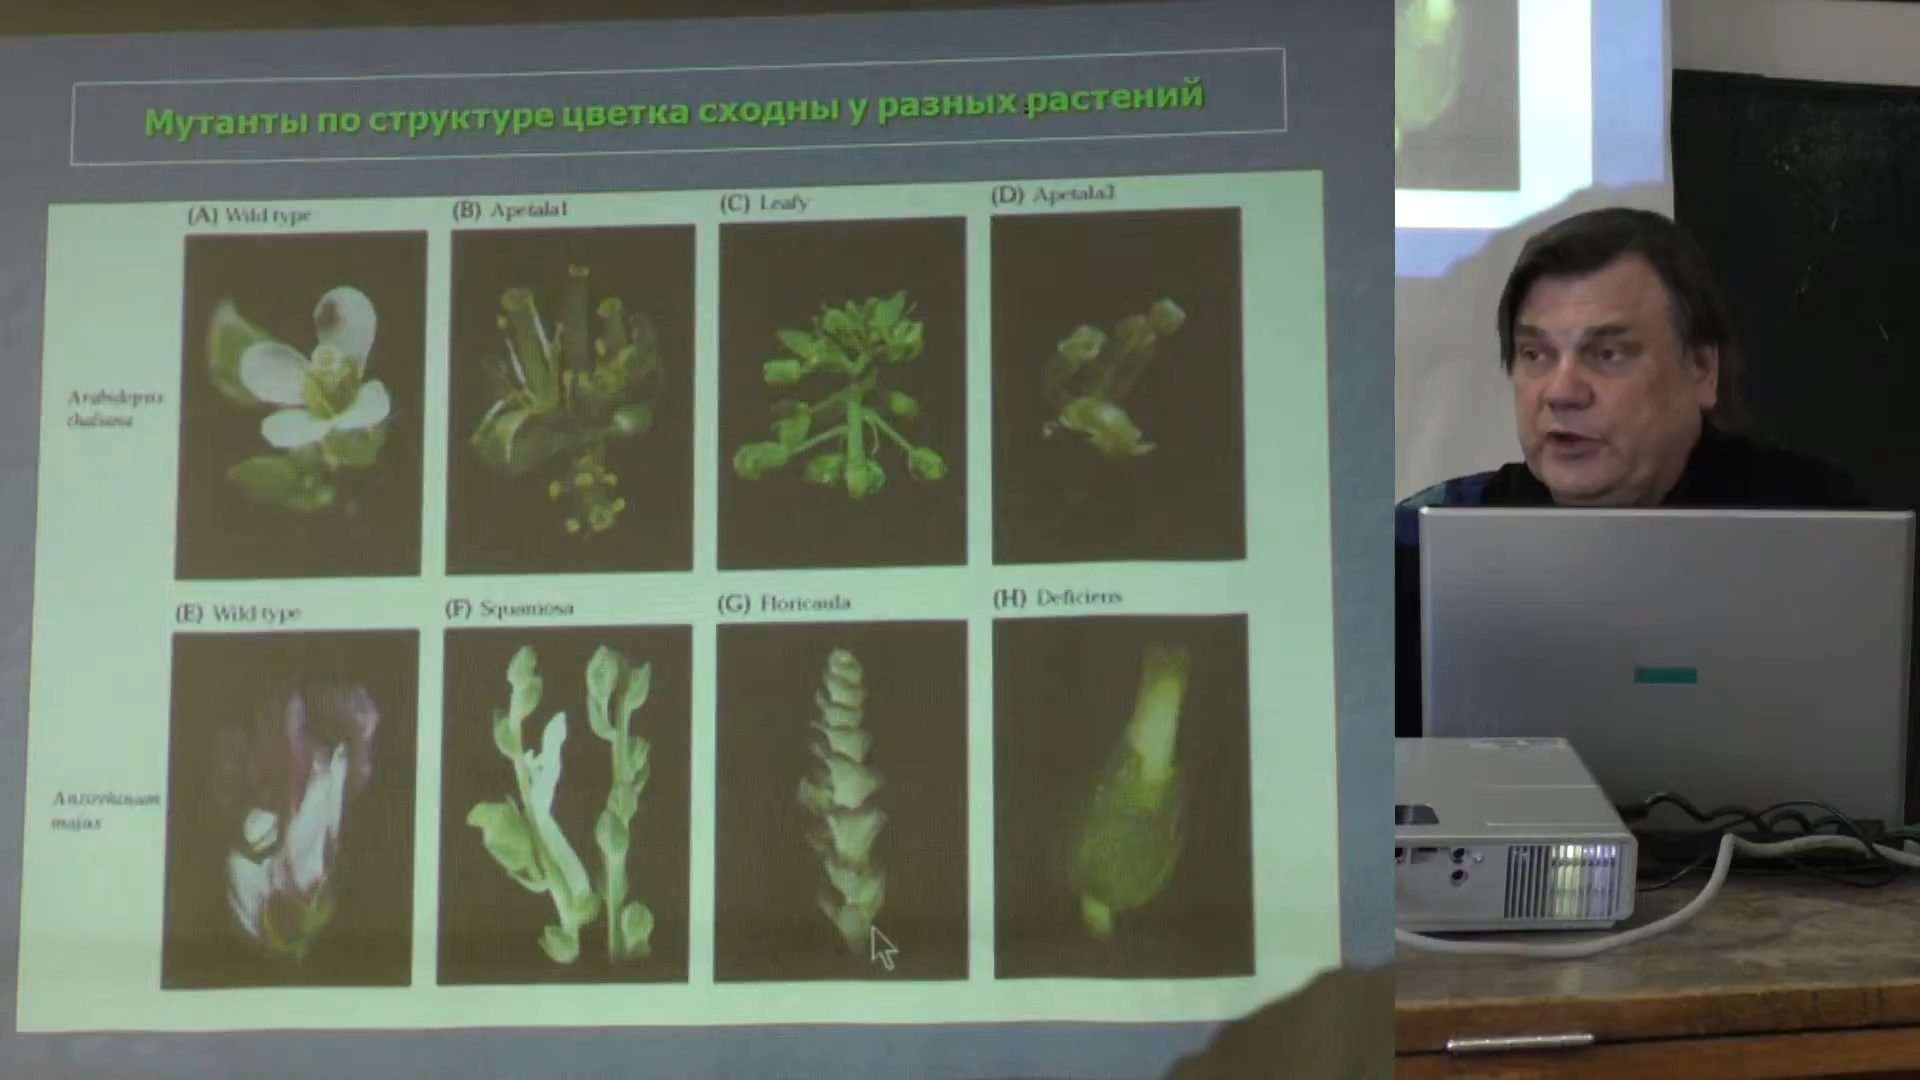 Мутанты по структуре цветка сходны у разных растений
(A) Wild type
(B) Apetala1
(C) Leafy
(D) Apetala3
Arabidopsis
thaliana
(E) Wild type
(F) Squamosa
(G) Floricaula
(H) Deficiens
Antirrhinum
majus